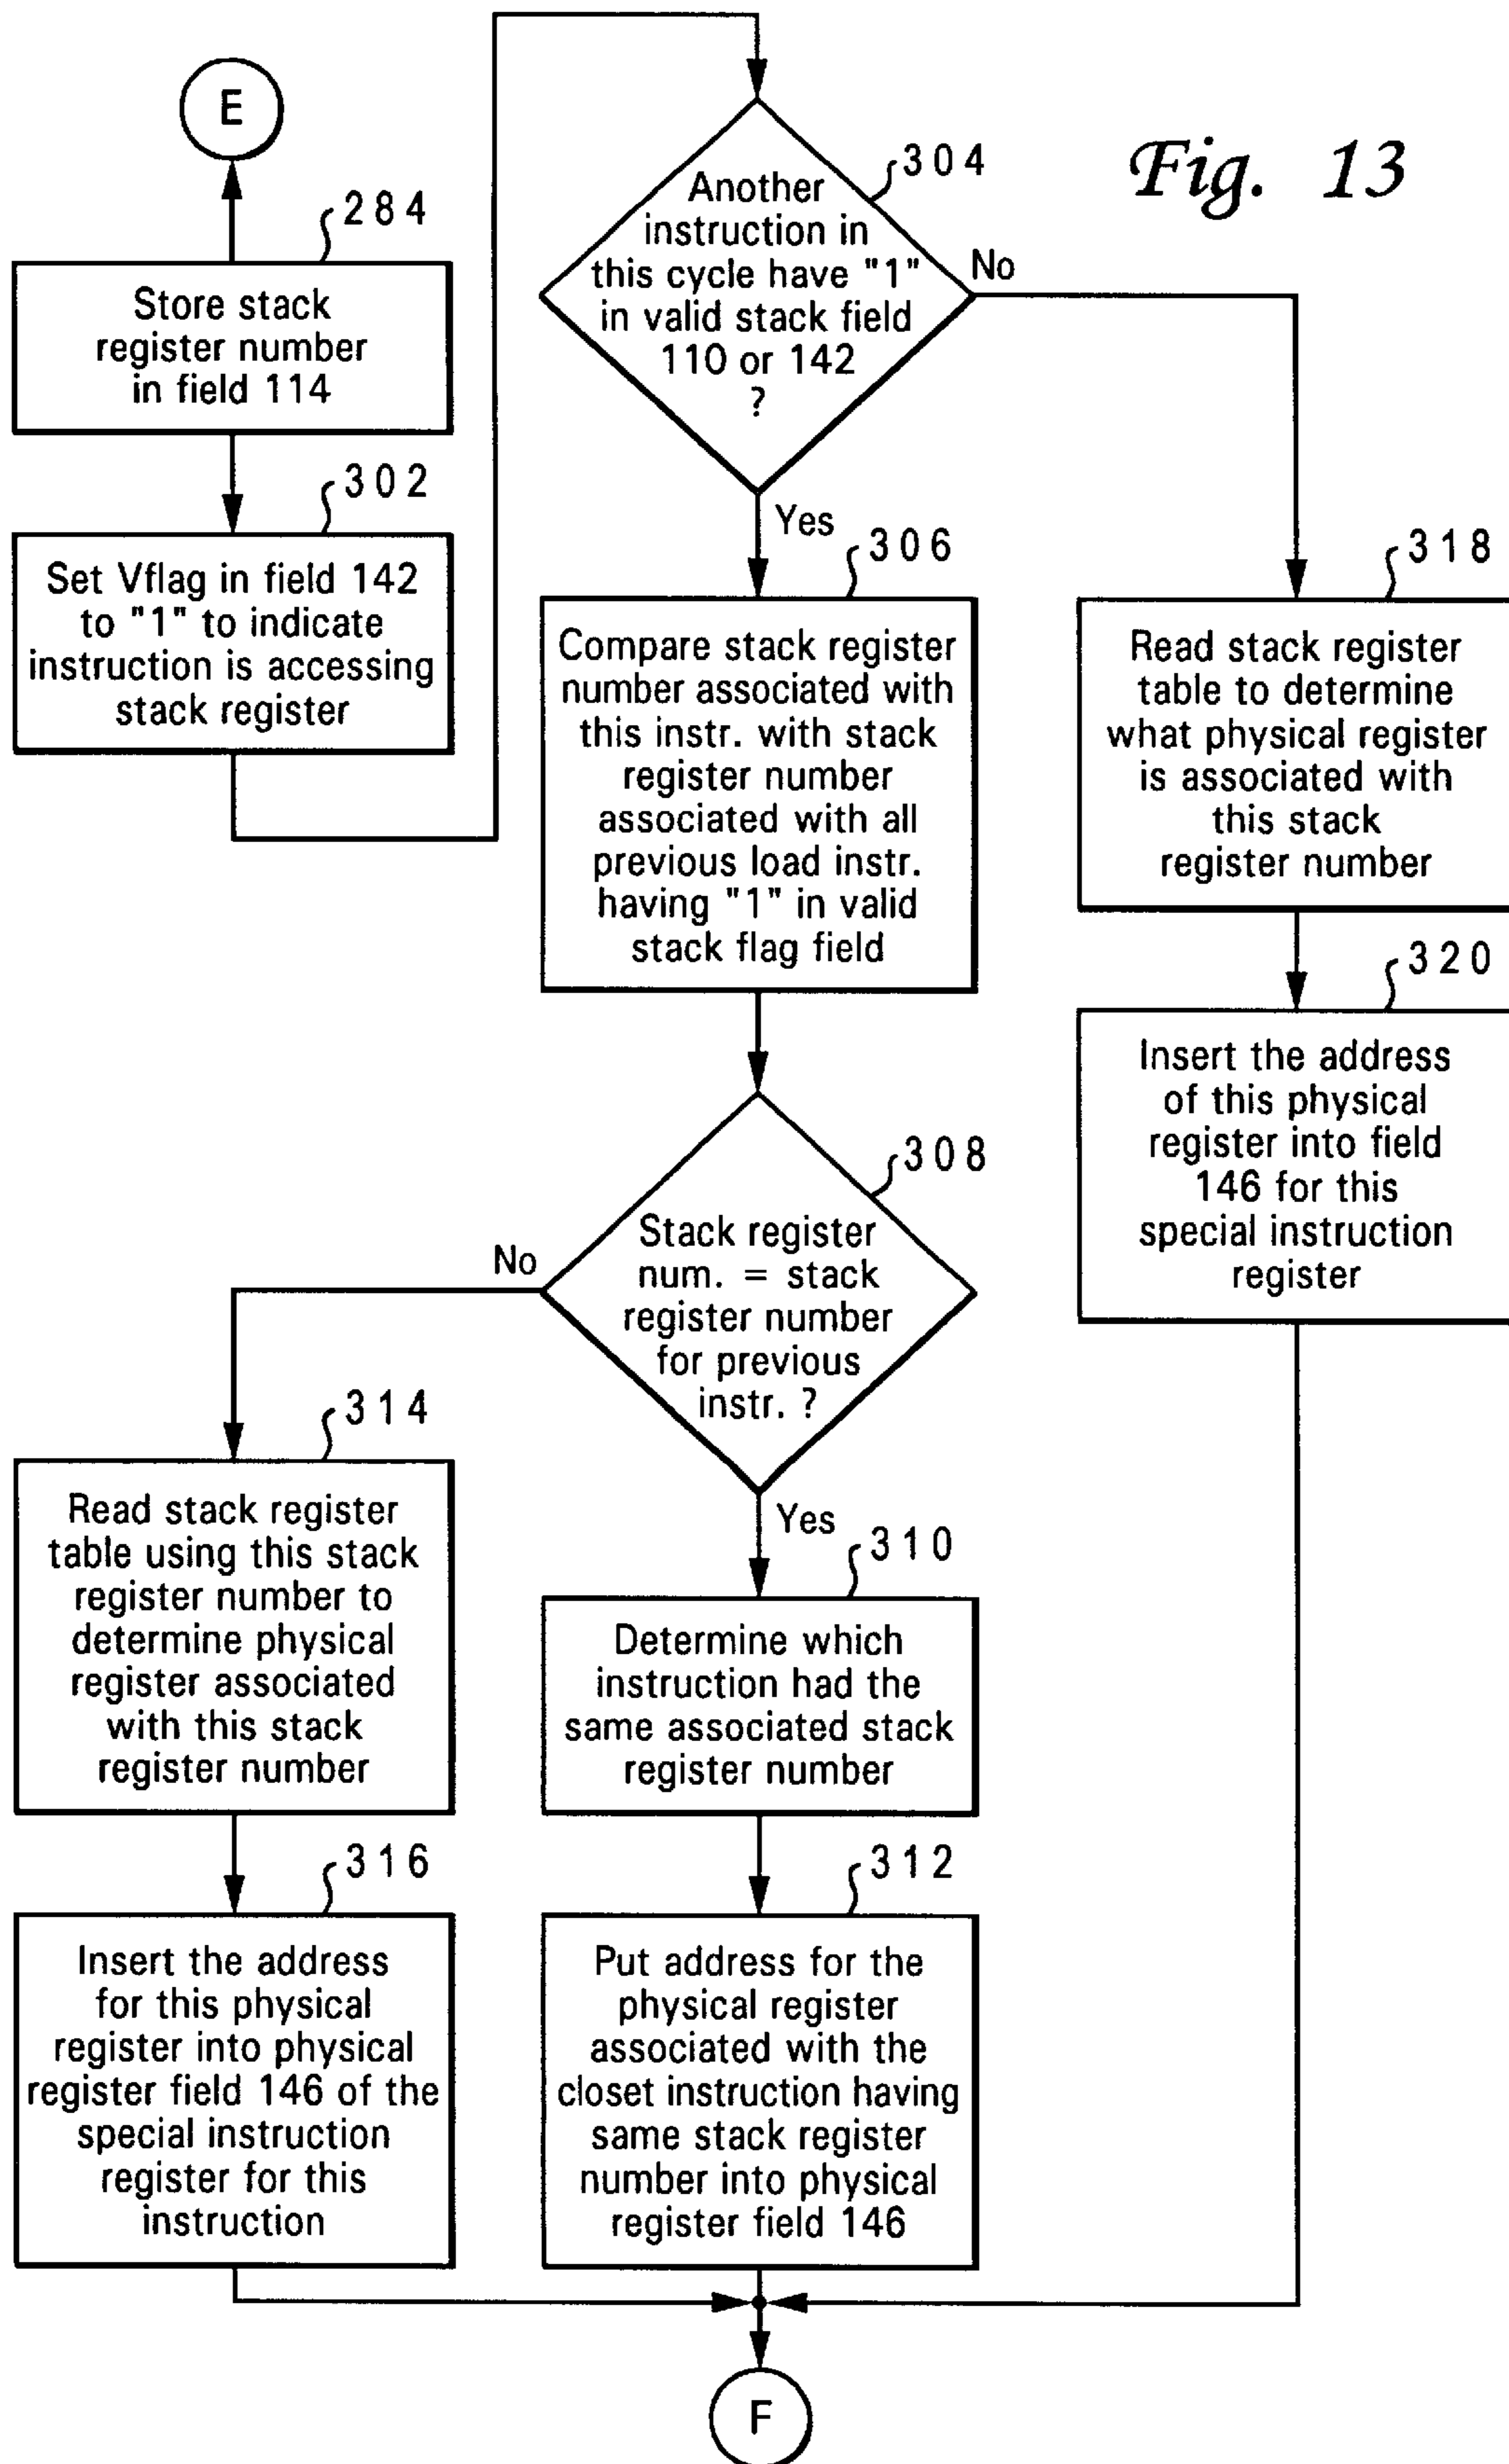 E
284
Store stack
register number
in field 114
302
Set Vflag in field 142
to "1" to indicate
instruction is accessing
stack register
Fig. 13
304
Another
instruction in
this cycle have "1"
in valid stack field
110 or 142
?
No
Yes
306
Compare stack register
number associated with
this instr. with stack
register number
associated with all
previous load instr.
having "1" in valid
stack flag field
318
Read stack register
table to determine
what physical register
is associated with
this stack
register number
320
Insert the address
of this physical
register into field
146 for this
special instruction
register
308
Stack register
num. = stack
register number
for previous
instr. ?
No
Yes
314
Read stack register
table using this stack
register number to
determine physical
register associated
with this stack
register number
316
Insert the address
for this physical
register into physical
register field 146 of the
special instruction
register for this
instruction
310
Determine which
instruction had the
same associated stack
register number
312
Put address for the
physical register
associated with the
closet instruction having
same stack register
number into physical
register field 146
F